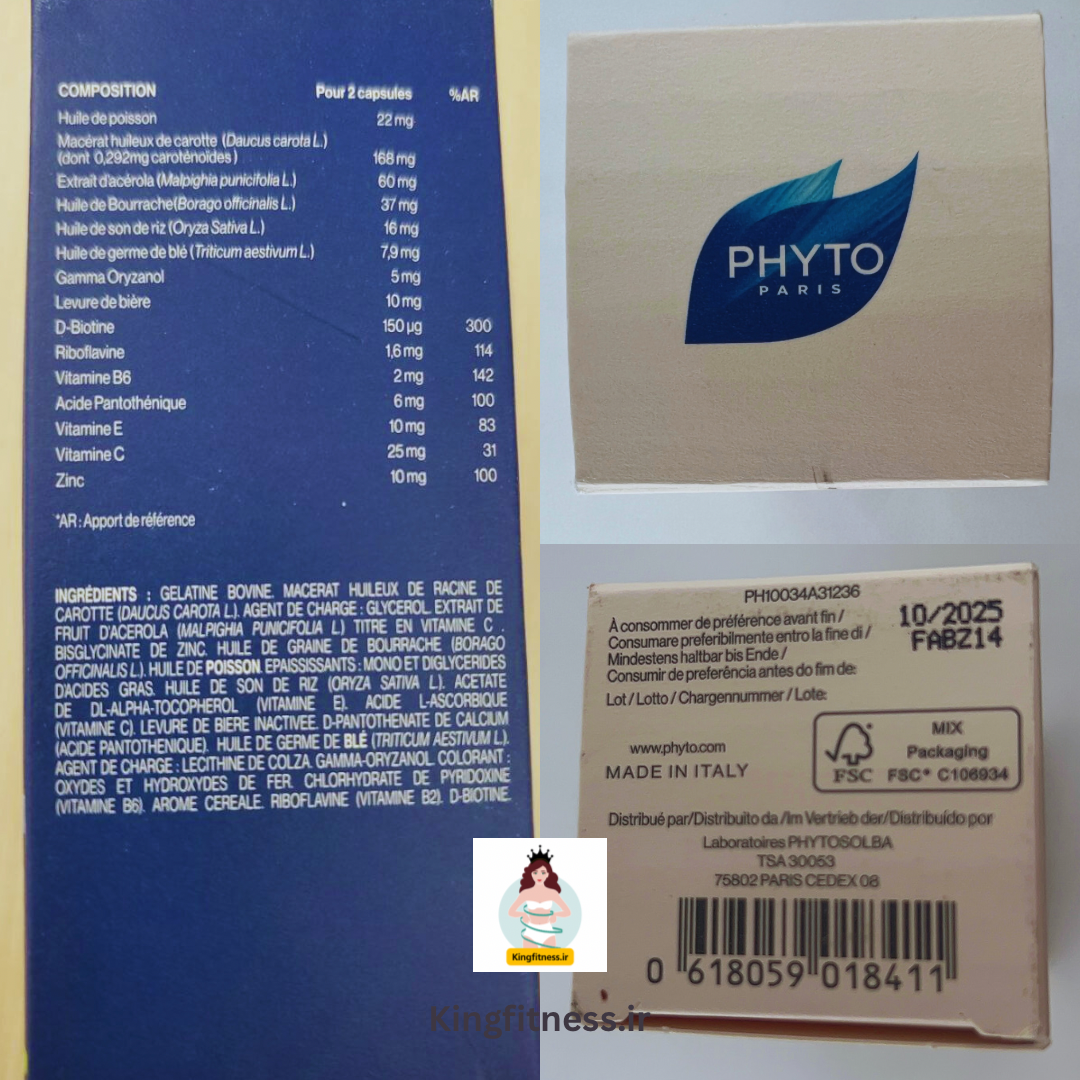 COMPOSITION Pour 2 capsules %AR
Huile de poisson 22 mg
Macérat huileux de carotte (Daucus carota L.)
(dont 0,292mg caroténoïdes) 168 mg
Extrait d'acérola (Malpighia punicifolia L.) 60 mg
Huile de Bourrache (Borago officinalis L.) 37 mg
Huile de son de riz (Oryza Sativa L.) 16 mg
Huile de germe de blé (Triticum aestivum L.) 7,9 mg
Gamma Oryzanol 5 mg
Levure de bière 10 mg
D-Biotine 150 µg 300
Riboflavine 1,6 mg 114
Vitamine B6 2 mg 142
Acide Pantothénique 6 mg 100
Vitamine E 10 mg 83
Vitamine C 25 mg 31
Zinc 10 mg 100
*AR : Apport de référence
INGRÉDIENTS : GELATINE BOVINE. MACERAT HUILEUX DE RACINE DE
CAROTTE (DAUCUS CAROTA L.). AGENT DE CHARGE : GLYCEROL. EXTRAIT DE
FRUIT D'ACEROLA (MALPIGHIA PUNICIFOLIA L.) TITRE EN VITAMINE C .
BISGLYCINATE DE ZINC. HUILE DE GRAINE DE BOURRACHE (BORAGO
OFFICINALIS L.). HUILE DE POISSON. EPAISSISSANTS : MONO ET DIGLYCERIDES
D'ACIDES GRAS. HUILE DE SON DE RIZ (ORYZA SATIVA L.). ACETATE
DE DL-ALPHA-TOCOPHEROL (VITAMINE E). ACIDE L-ASCORBIQUE
(VITAMINE C). LEVURE DE BIERE INACTIVEE. D-PANTOTHENATE DE CALCIUM
(ACIDE PANTOTHENIQUE). HUILE DE GERME DE BLÉ (TRITICUM AESTIVUM L.).
AGENT DE CHARGE : LECITHINE DE COLZA. GAMMA-ORYZANOL. COLORANT :
OXYDES ET HYDROXYDES DE FER. CHLORHYDRATE DE PYRIDOXINE
(VITAMINE B6). AROME CEREALE. RIBOFLAVINE (VITAMINE B2). D-BIOTINE.
PHYTO
PARIS
PH10034A31236
À consommer de préférence avant fin /
Consumare preferibilmente entro la fine di /
Mindestens haltbar bis Ende /
Consumir de preferência antes do fim de:
10/2025
FABZ14
Lot / Lotto / Chargennummer / Lote:
www.phyto.com
MADE IN ITALY
FSC
MIX
Packaging
FSC® C106934
Distribué par/Distribuito da /Im Vertrieb der/Distribuído por
Laboratoires PHYTOSOLBA
TSA 30053
75802 PARIS CEDEX 08
0 618059 018411
Kingfitness.ir
Kingfitness.ir